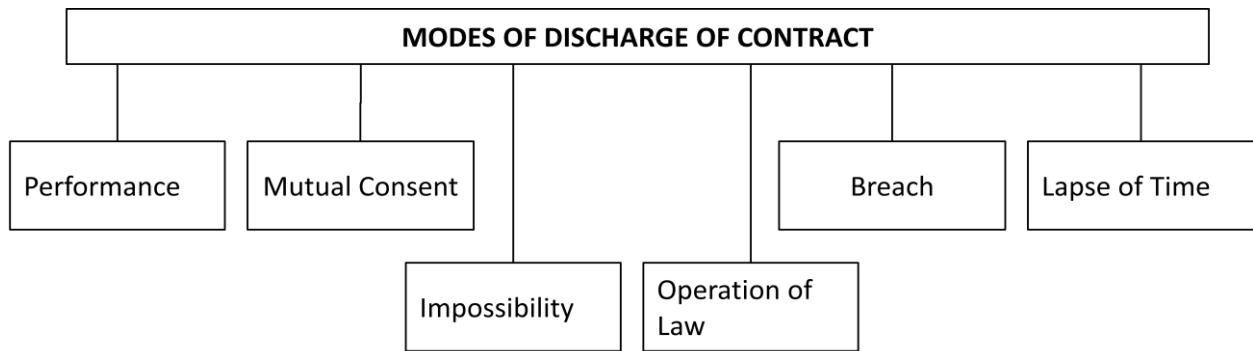 MODES OF DISCHARGE OF CONTRACT
Performance
Mutual Consent
Breach
Lapse of Time
Impossibility
Operation of
Law